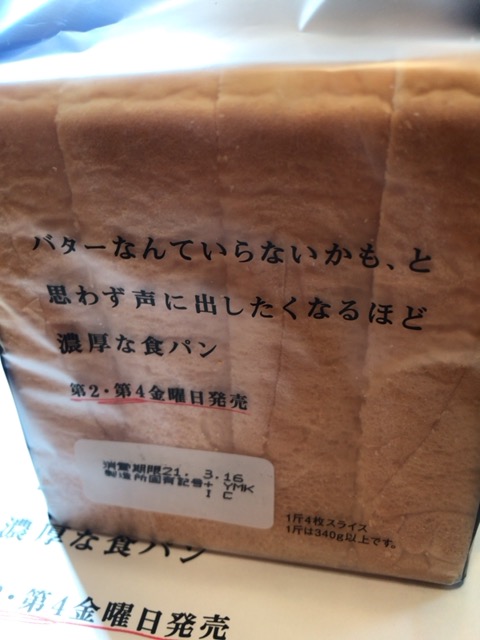 バターなんていらないかも、と
思わず声に出したくなるほど
濃厚な食パン
第2・第4金曜日発売
消費期限21. 3.16
製造所固有記号+ YMK
I C
1斤4枚スライス
1斤は340g以上です。
濃厚な食パン
2・第4金曜日発売